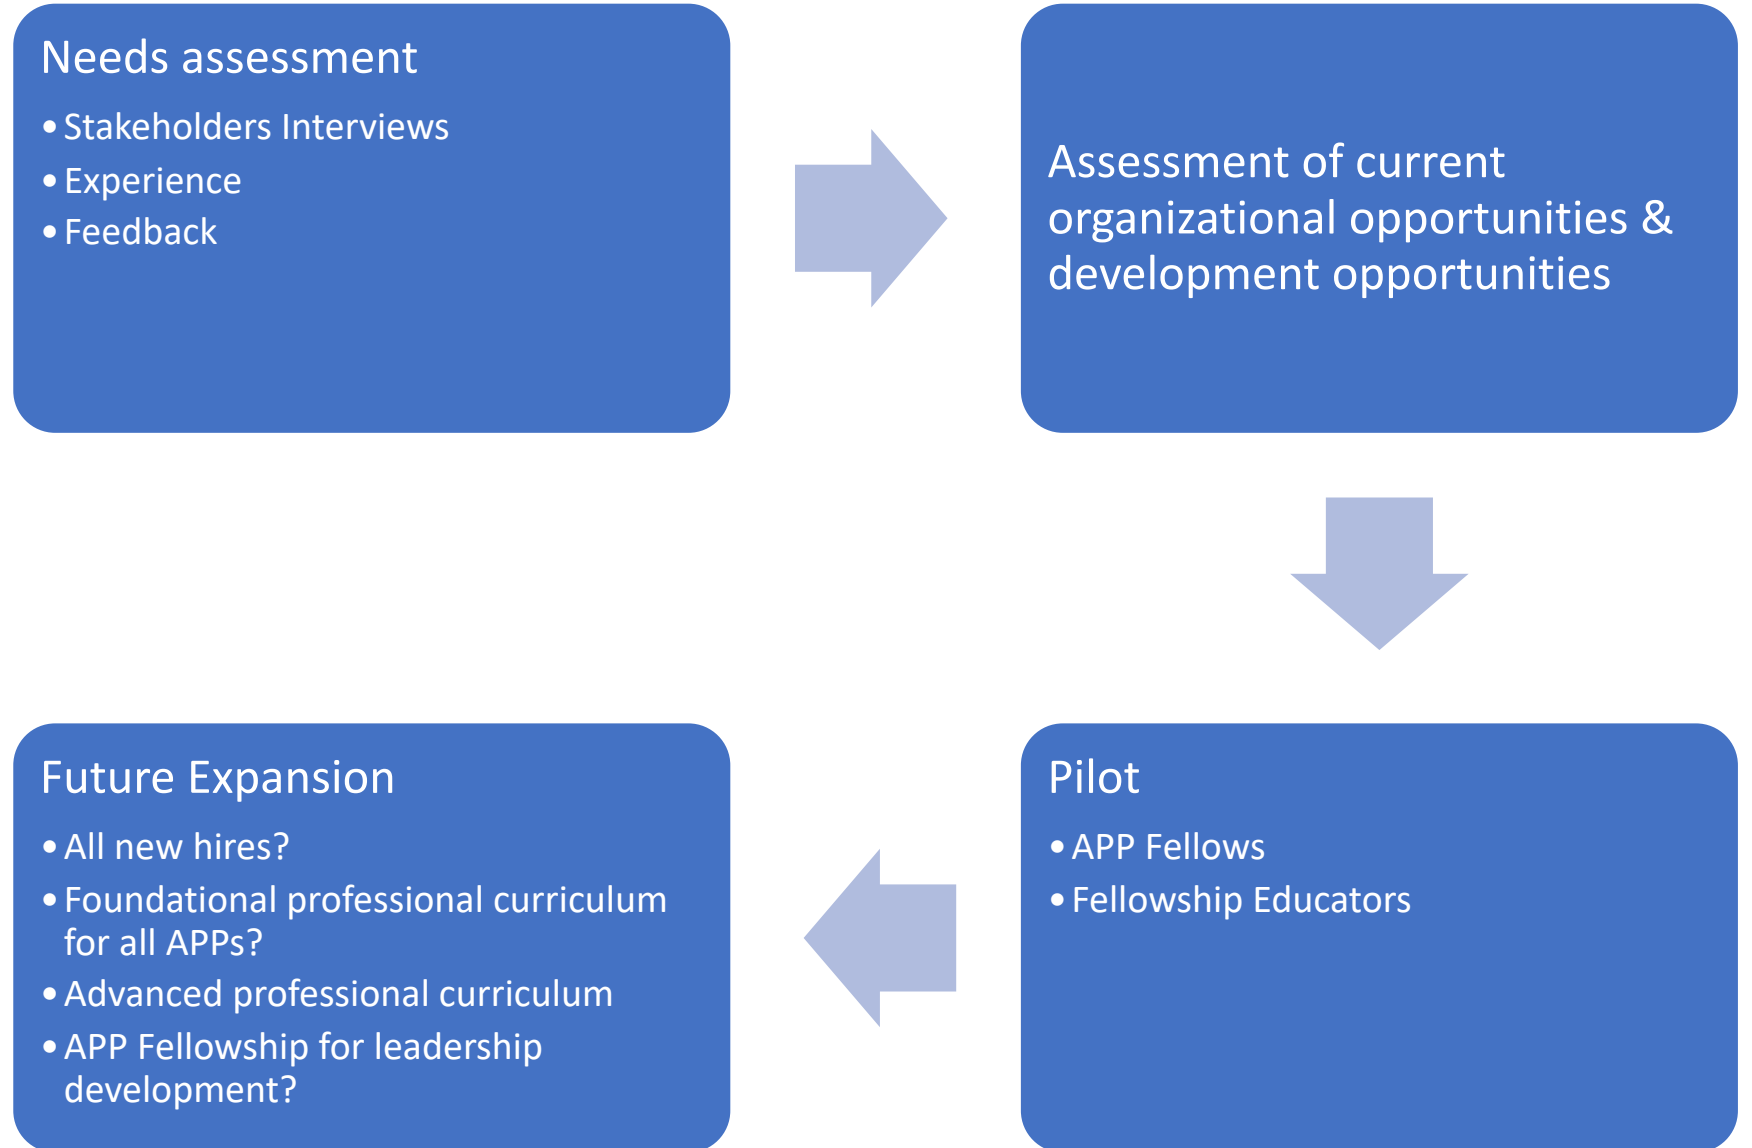 Needs assessment
• Stakeholders Interviews
• Experience
• Feedback
Assessment of current
organizational opportunities &
development opportunities
Pilot
• APP Fellows
• Fellowship Educators
Future Expansion
• All new hires?
• Foundational professional curriculum
for all APPs?
• Advanced professional curriculum
• APP Fellowship for leadership
development?